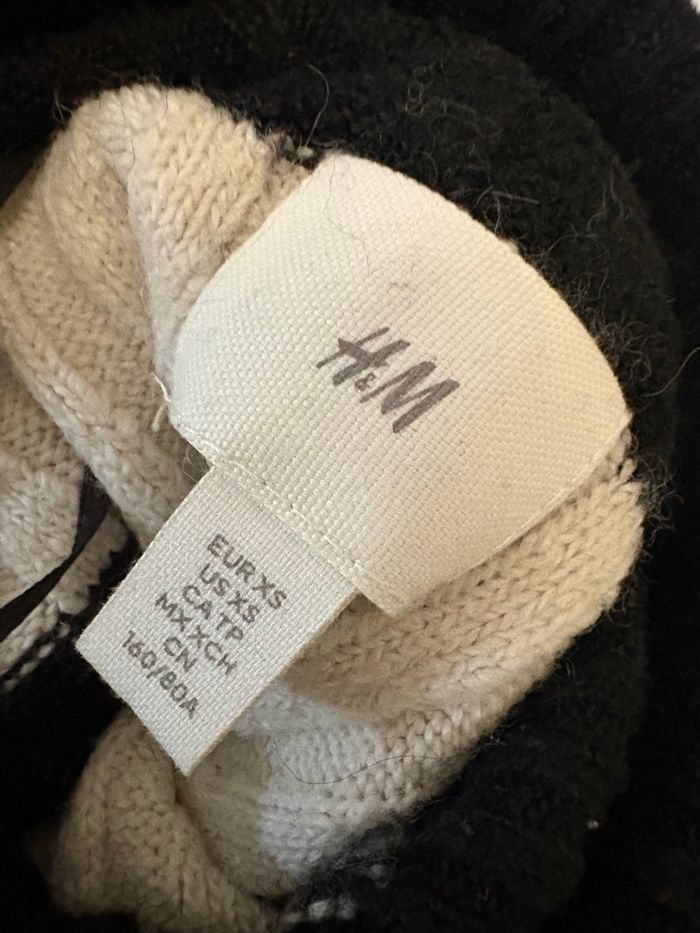 H&M
EUR XS
US XS
CA TP
MX XCH
CN
160/80A